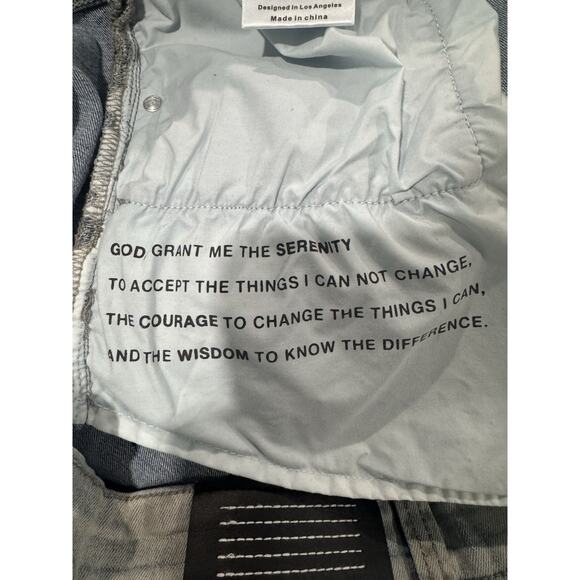 Designed in Los Angeles
Made in china
GOD GRANT ME THE SERENITY
TO ACCEPT THE THINGS I CAN NOT CHANGE,
THE COURAGE TO CHANGE THE THINGS I CAN,
AND THE WISDOM TO KNOW THE DIFFERENCE.